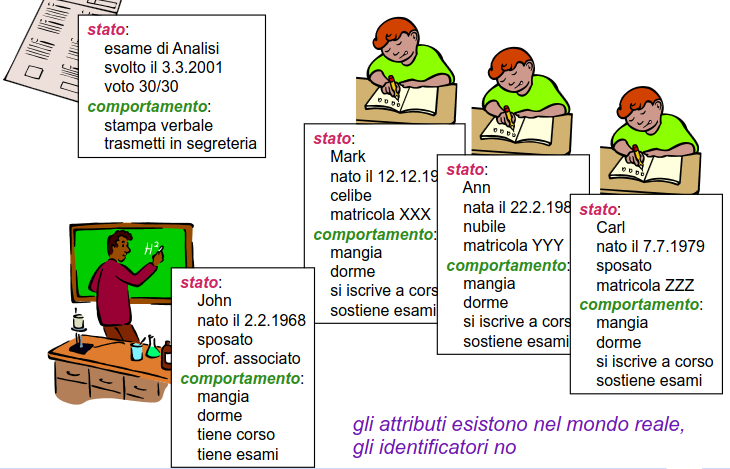 stato:
esame di Analisi
svolto il 3.3.2001
voto 30/30
comportamento:
stampa verbale
trasmetti in segreteria
stato:
Mark
nato il 12.12.19
celibe
matricola XXX
comportamento:
mangia
dorme
si iscrive a cors
sostiene esami
stato:
Ann
nata il 22.2.198
nubile
matricola YYY
comportamento:
mangia
dorme
si iscrive a cors
sostiene esami
stato:
Carl
nato il 7.7.1979
sposato
matricola ZZZ
comportamento:
mangia
dorme
si iscrive a corso
sostiene esami
H²
stato:
John
nato il 2.2.1968
sposato
prof. associato
comportamento:
mangia
dorme
tiene corso
tiene esami
gli attributi esistono nel mondo reale,
gli identificatori no